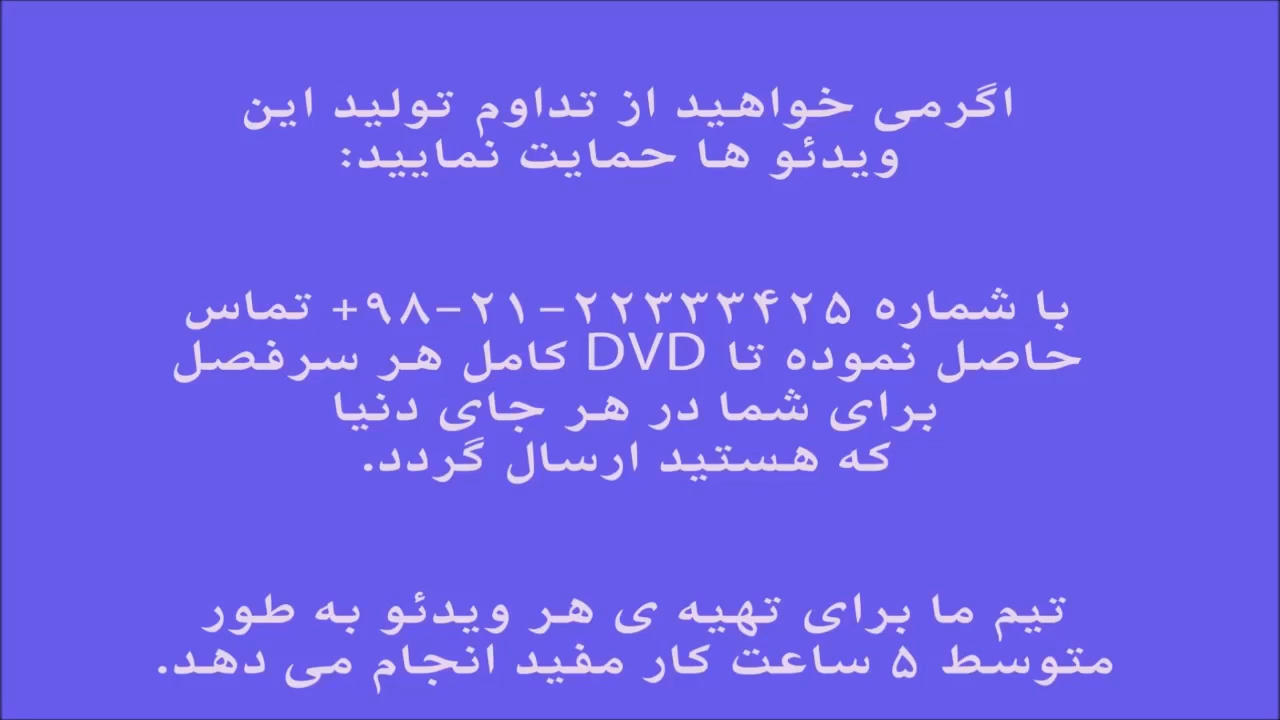 اگرمی خواهید از تداوم تولید این
ویدئو ها حمایت نمایید:
با شماره ۲۲۳۳۳۴۲۵-۲۱-۹۸+ تماس
حاصل نموده تا DVD کامل هر سرفصل
برای شما در هر جای دنیا
که هستید ارسال گردد.
تیم ما برای تهیه ی هر ویدئو به طور
متوسط ۵ ساعت کار مفید انجام می دهد.